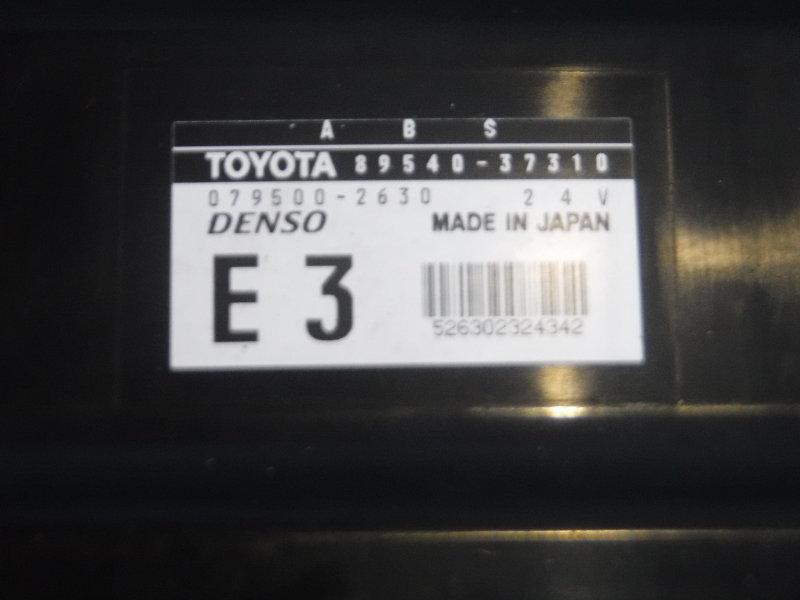 A B S
TOYOTA 89540-37310
079500-2630 24V
DENSO MADE IN JAPAN
E3
526302324342